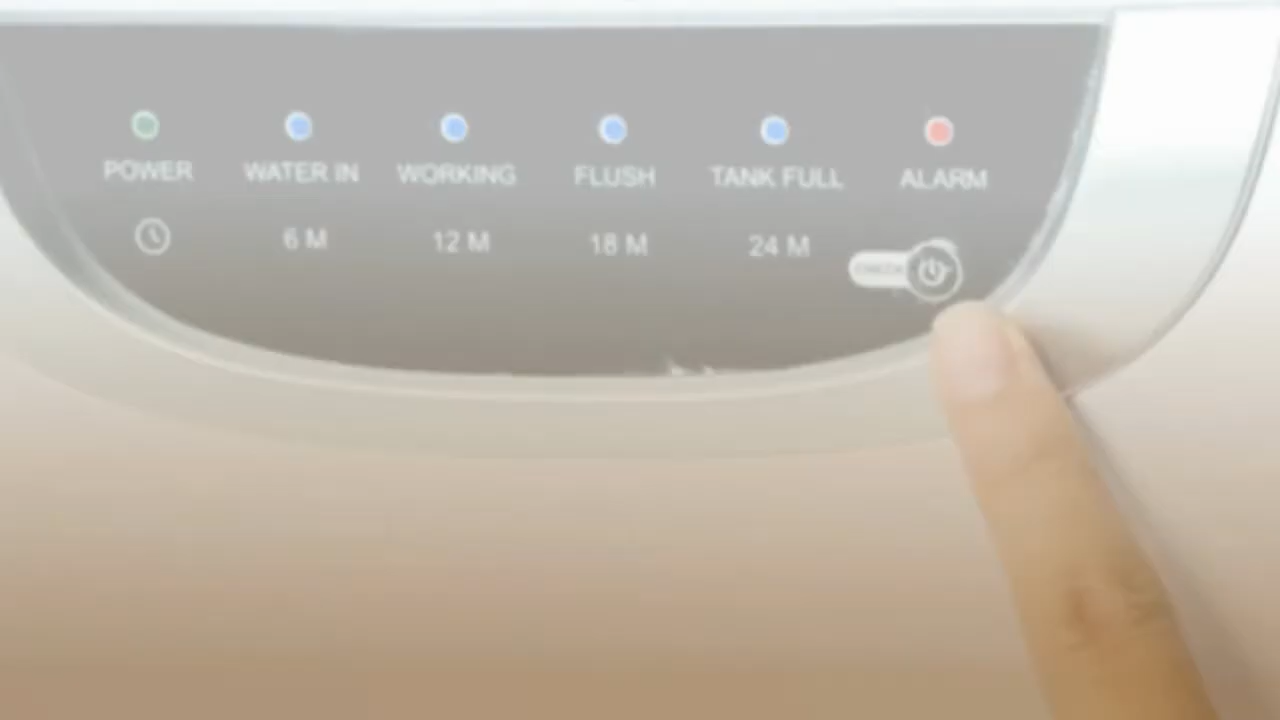 POWER WATER IN WORKING FLUSH TANK FULL ALARM
6 M 12 M 18 M 24 M